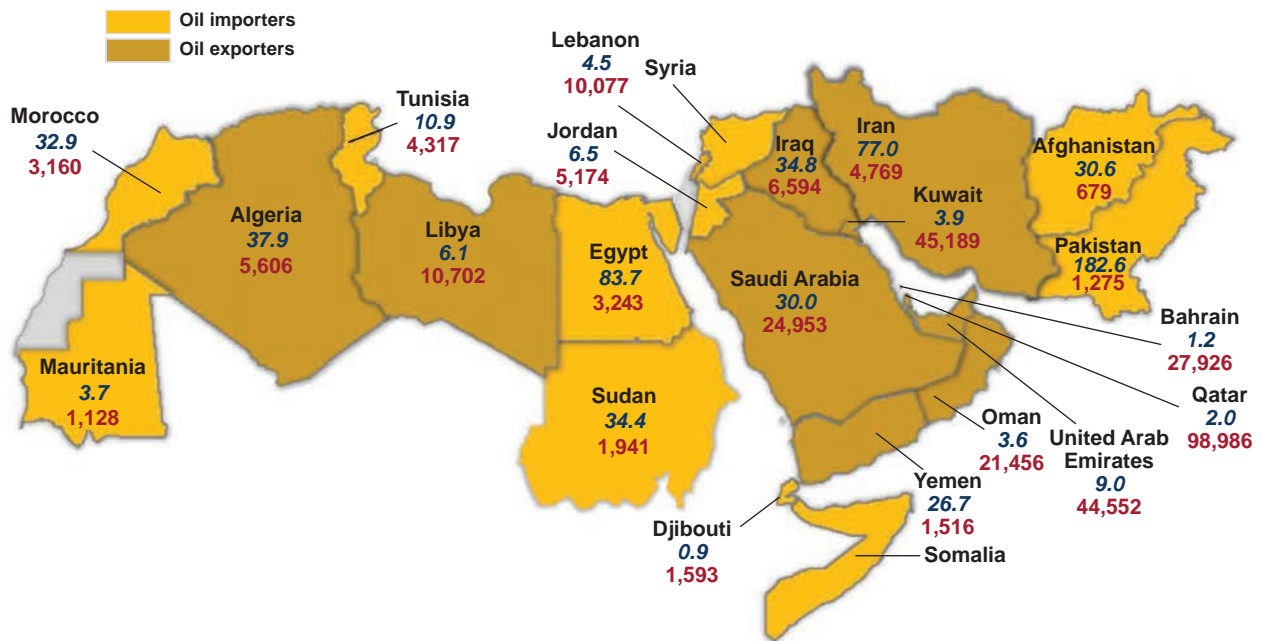 Oil importers
Oil exporters
Morocco
32.9
3,160
Tunisia
10.9
4,317
Lebanon
4.5
10,077
Syria
Jordan
6.5
5,174
Algeria
37.9
5,606
Libya
6.1
10,702
Egypt
83.7
3,243
Iraq
34.8
6,594
Iran
77.0
4,769
Kuwait
3.9
45,189
Afghanistan
30.6
679
Pakistan
182.6
1,275
Saudi Arabia
30.0
24,953
Bahrain
1.2
27,926
Qatar
2.0
98,986
Mauritania
3.7
1,128
Sudan
34.4
1,941
Oman
3.6
21,456
United Arab
Emirates
9.0
44,552
Yemen
26.7
1,516
Djibouti
0.9
1,593
Somalia